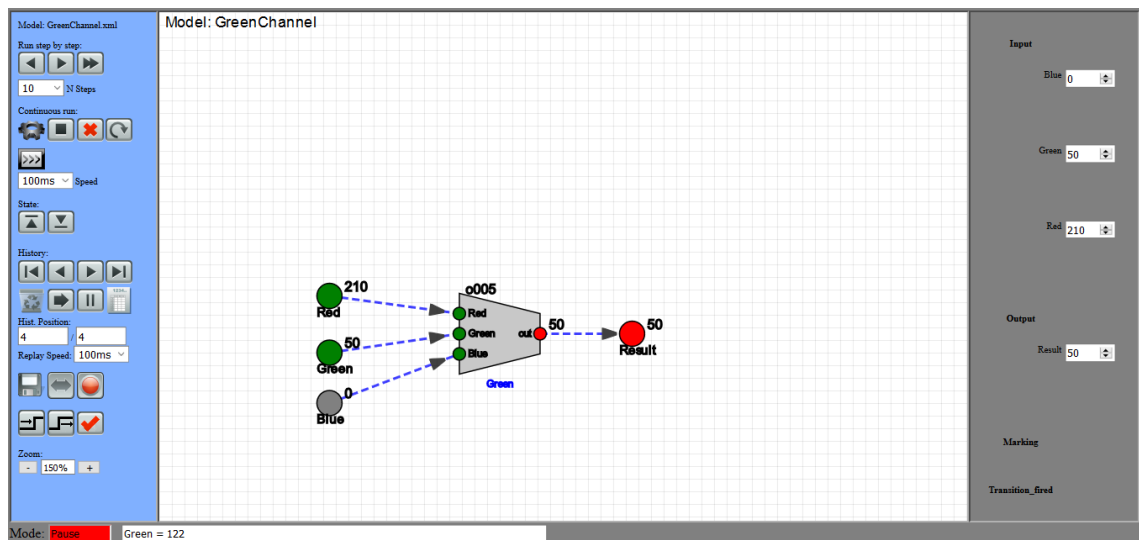 Model: GreenChannel.xml
Run step by step:
10 N Steps
Continuous run:
>>>
100ms Speed
State:
History:
Hist. Position:
4 / 4
Replay Speed: 100ms
Zoom:
- 150% +
Model: GreenChannel
210
Red
50
Green
0
Blue
c005
Red
Green
Blue
out
50
Green
50
Result
Input
Blue 0
Green 50
Red 210
Output
Result 50
Marking
Transition_fired
Mode: Pause Green = 122